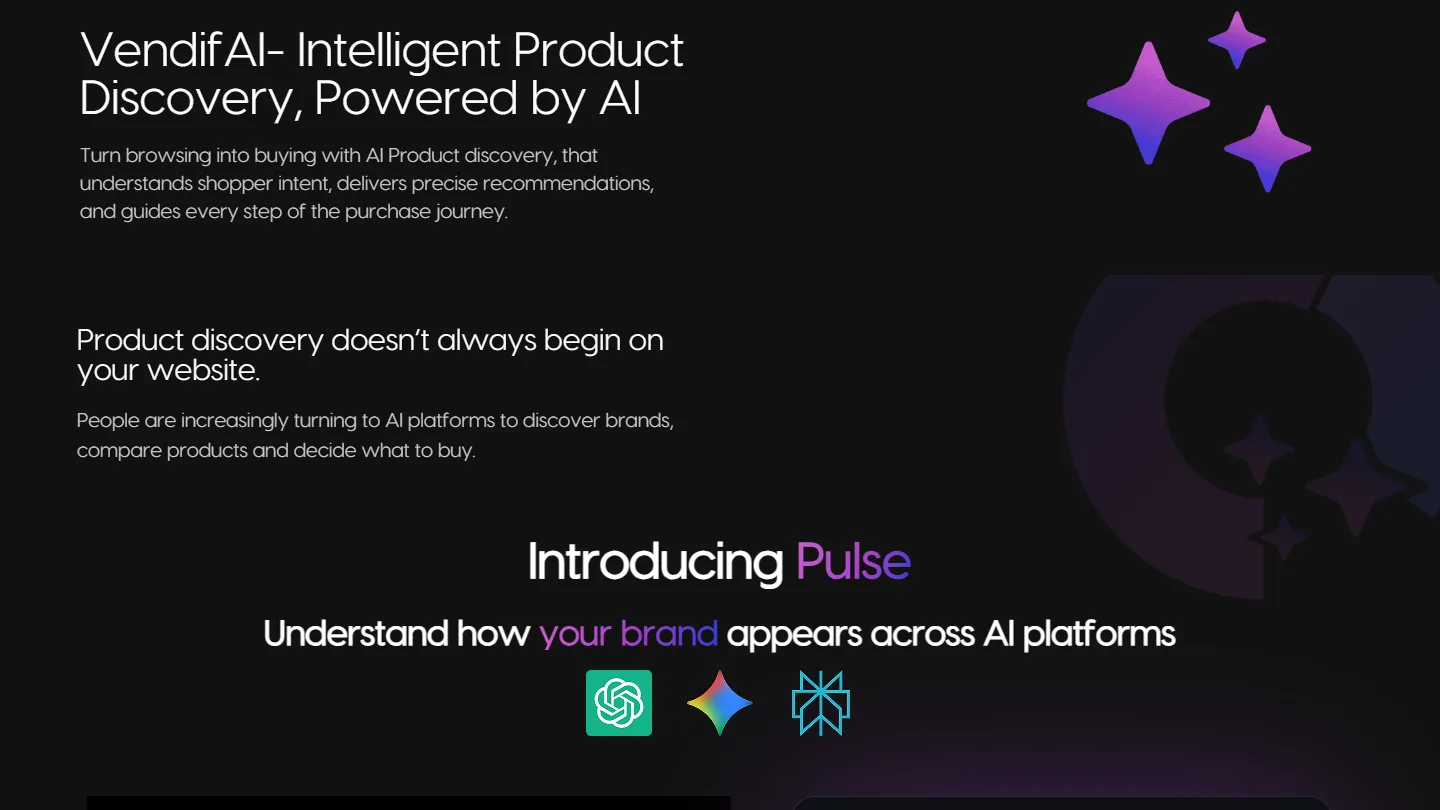 VendifAI- Intelligent Product
Discovery, Powered by AI
Turn browsing into buying with AI Product discovery, that
understands shopper intent, delivers precise recommendations,
and guides every step of the purchase journey.
Product discovery doesn’t always begin on
your website.
People are increasingly turning to AI platforms to discover brands,
compare products and decide what to buy.
Introducing Pulse
Understand how your brand appears across AI platforms